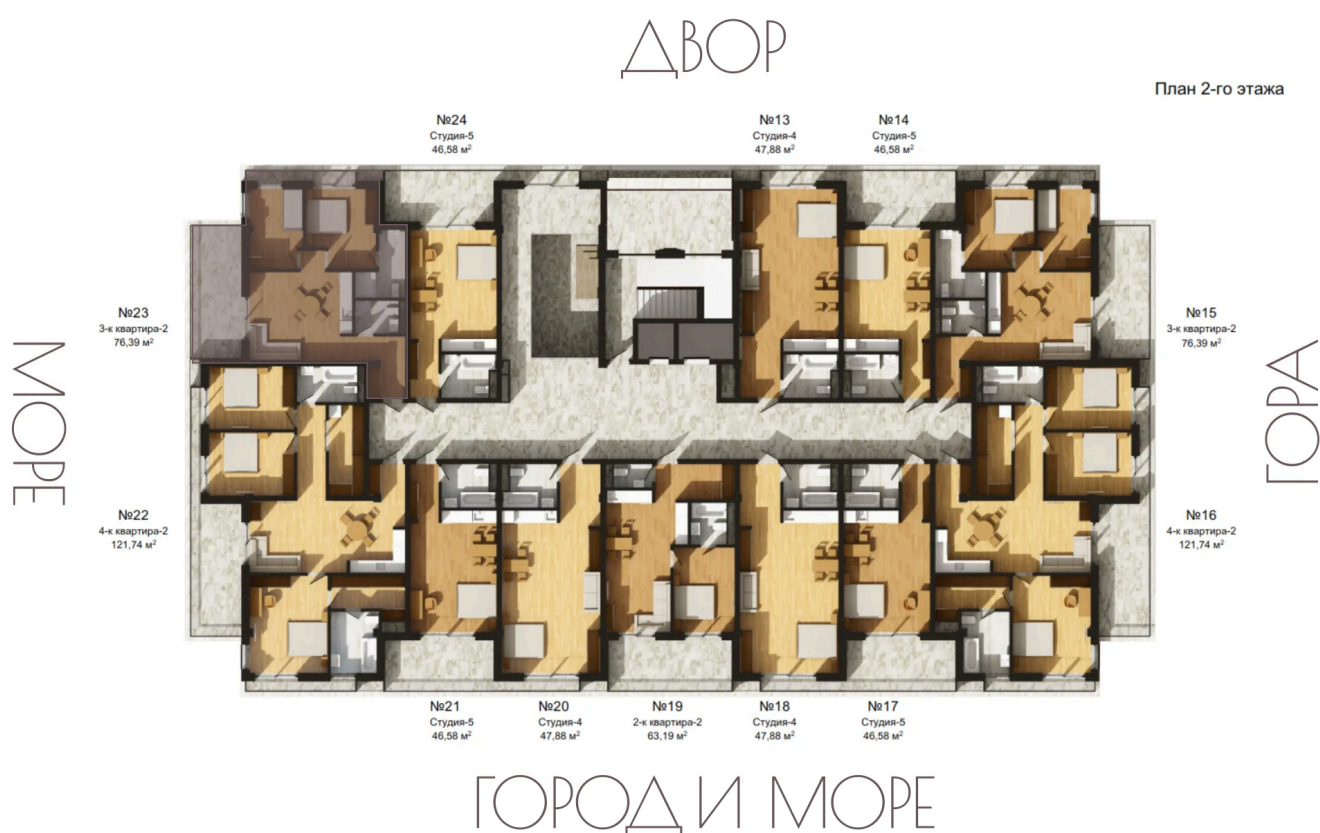 ДВОР
План 2-го этажа
№24
Студия-5
46,58 м²
№13
Студия-4
47,88 м²
№14
Студия-5
46,58 м²
№23
3-к квартира-2
76,39 м²
№15
3-к квартира-2
76,39 м²
МОРЕ
ГОРА
№22
4-к квартира-2
121,74 м²
№16
4-к квартира-2
121,74 м²
№21
Студия-5
46,58 м²
№20
Студия-4
47,88 м²
№19
2-к квартира-2
63,19 м²
№18
Студия-4
47,88 м²
№17
Студия-5
46,58 м²
ГОРОД И МОРЕ